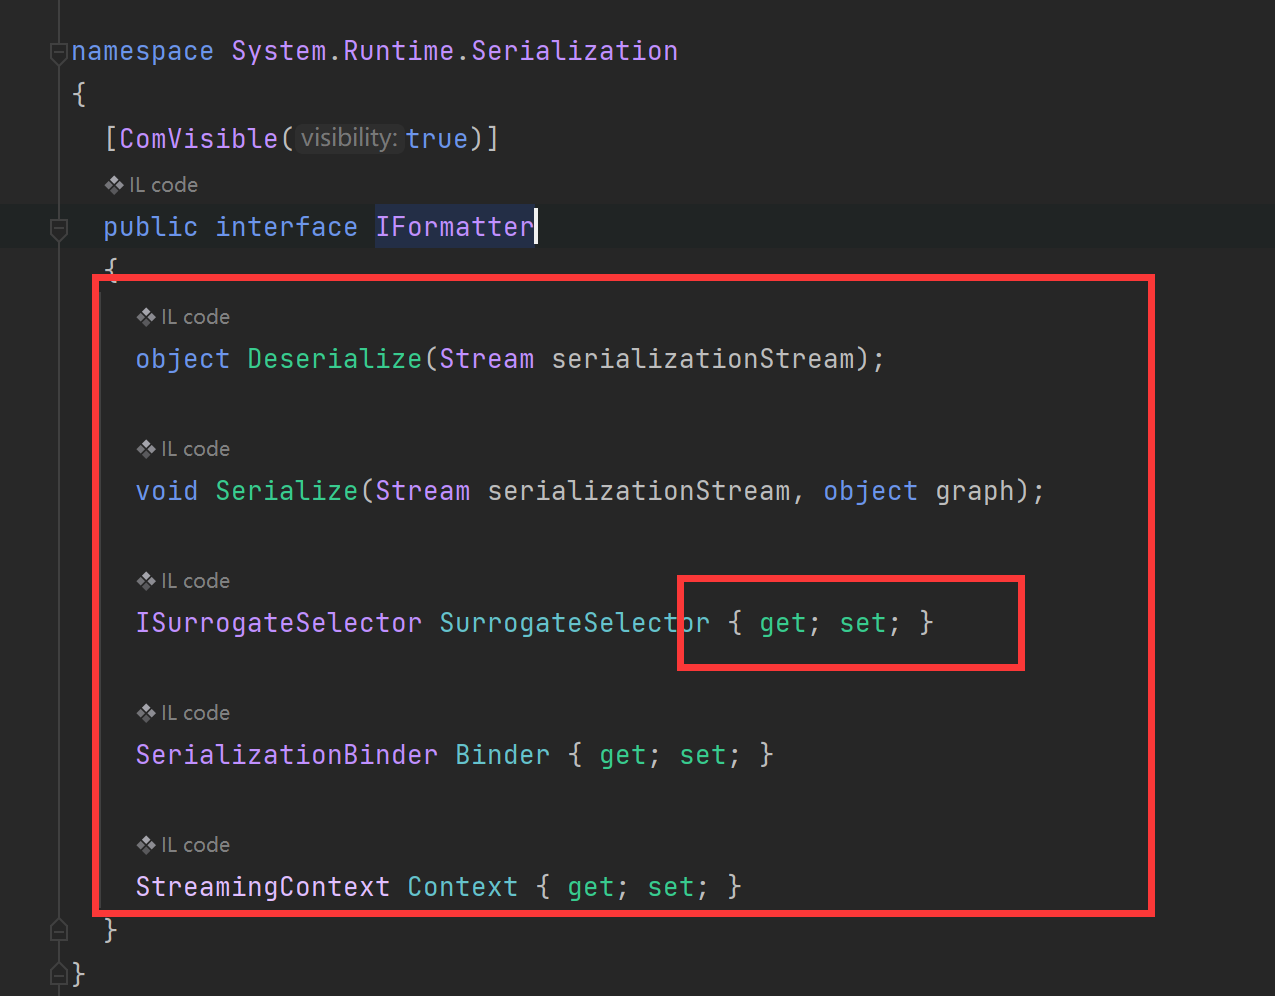 namespace System.Runtime.Serialization
{
[ComVisible( visibility: true)]
IL code
public interface IFormatter
{
IL code
object Deserialize(Stream serializationStream);
IL code
void Serialize(Stream serializationStream, object graph);
IL code
ISurrogateSelector SurrogateSelector { get; set; }
IL code
SerializationBinder Binder { get; set; }
IL code
StreamingContext Context { get; set; }
}
}